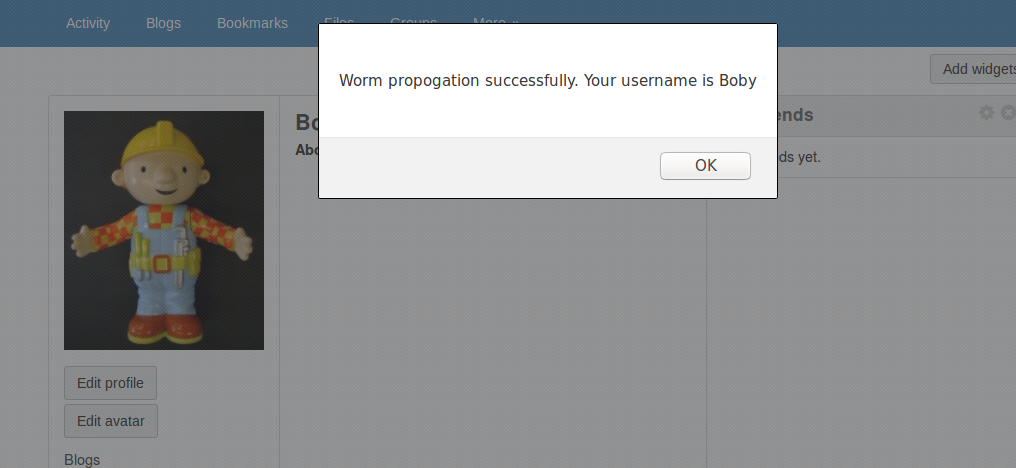 Activity Blogs Bookmarks Files Groups More »
Worm propogation successfully. Your username is Boby
OK
Add widgets
Bo
Abo
ends
ds yet.
Edit profile
Edit avatar
Blogs